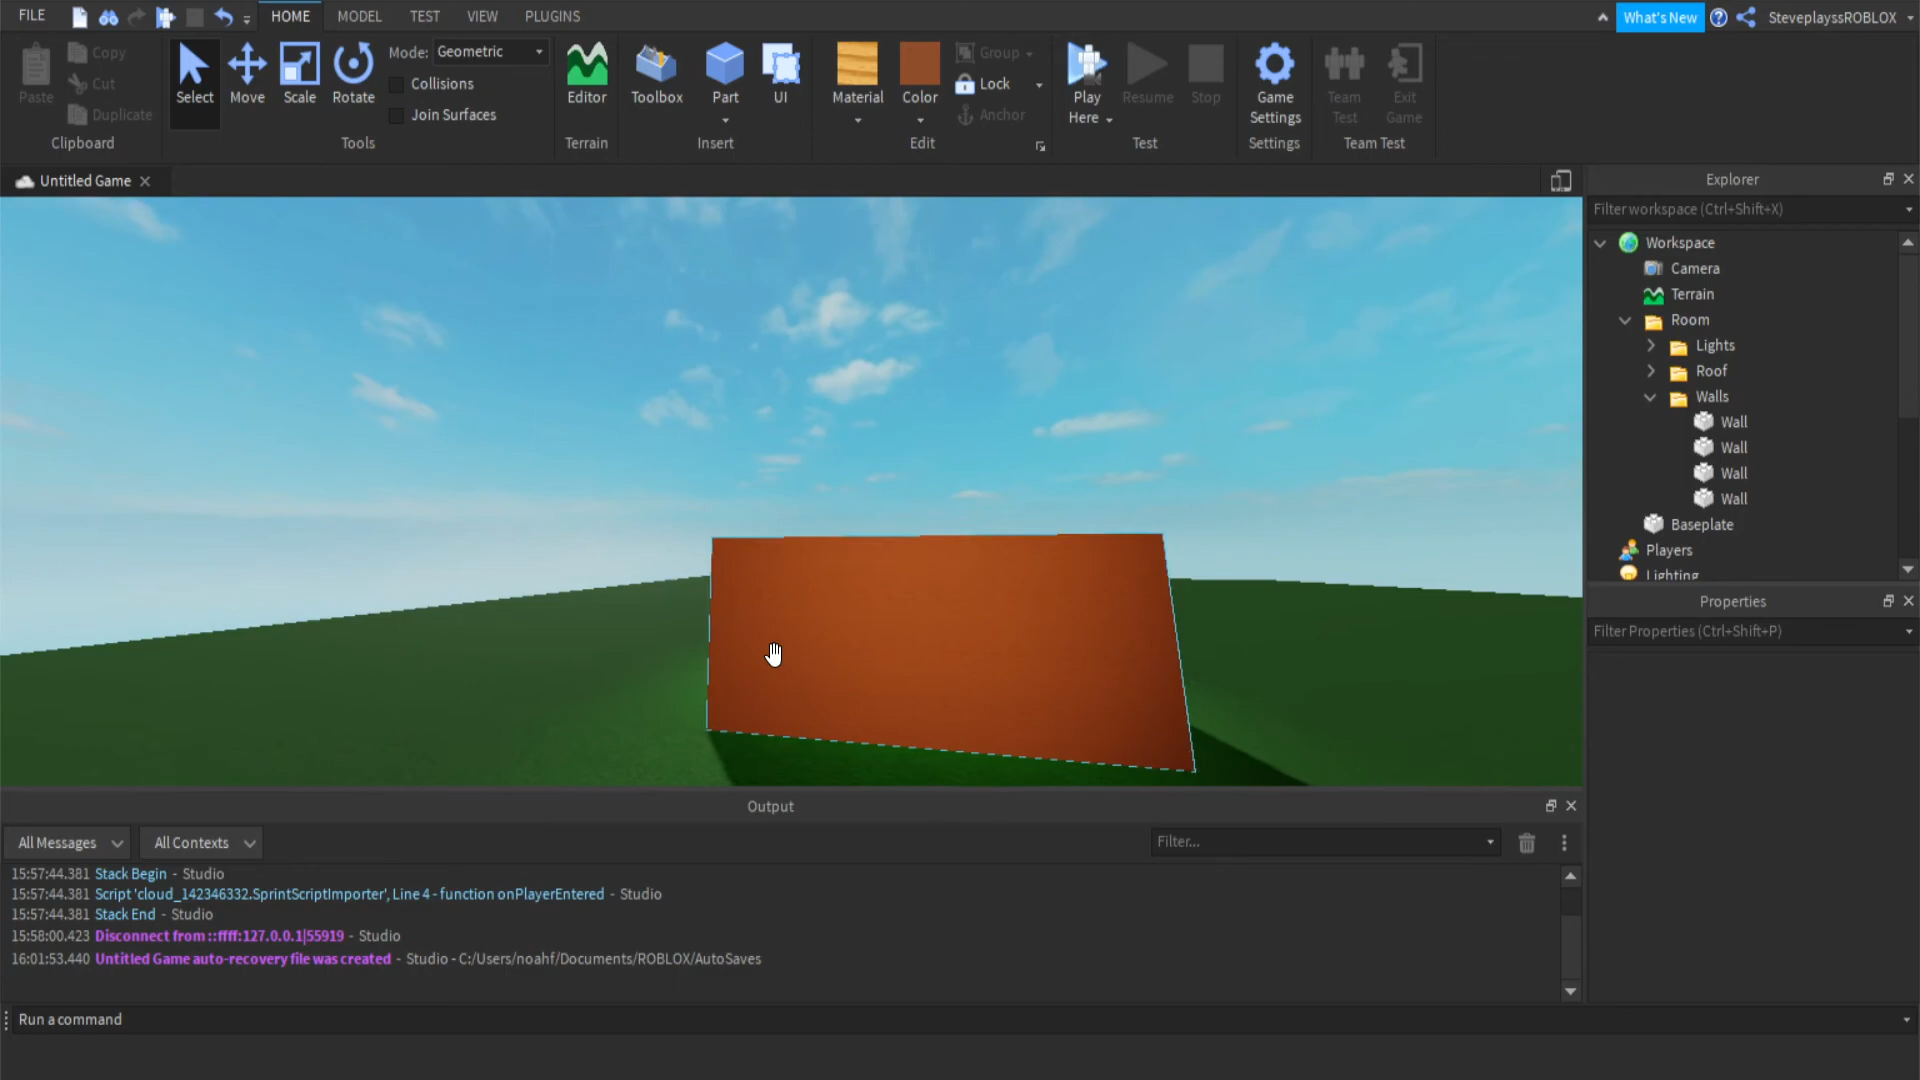 FILE HOME MODEL TEST VIEW PLUGINS What's New SteveplayssROBLOX
Paste Copy Cut Duplicate
Clipboard
Select Move Scale Rotate
Mode: Geometric
Collisions
Join Surfaces
Tools
Editor
Terrain
Toolbox Part UI
Insert
Material Color
Group
Lock
Anchor
Edit
Play Here Resume Stop
Test
Game Settings
Settings
Team Test Exit Game
Team Test
Untitled Game
Explorer
Filter workspace (Ctrl+Shift+X)
Workspace
Camera
Terrain
Room
Lights
Roof
Walls
Wall
Wall
Wall
Wall
Baseplate
Players
Lighting
Properties
Filter Properties (Ctrl+Shift+P)
Output
All Messages All Contexts Filter...
15:57:44.381 Stack Begin - Studio
15:57:44.381 Script 'cloud_142346332.SprintScriptImporter', Line 4 - function onPlayerEntered - Studio
15:57:44.381 Stack End - Studio
15:58:00.423 Disconnect from ::ffff:127.0.0.1|55919 - Studio
16:01:53.440 Untitled Game auto-recovery file was created - Studio - C:/Users/noahf/Documents/ROBLOX/AutoSaves
Run a command